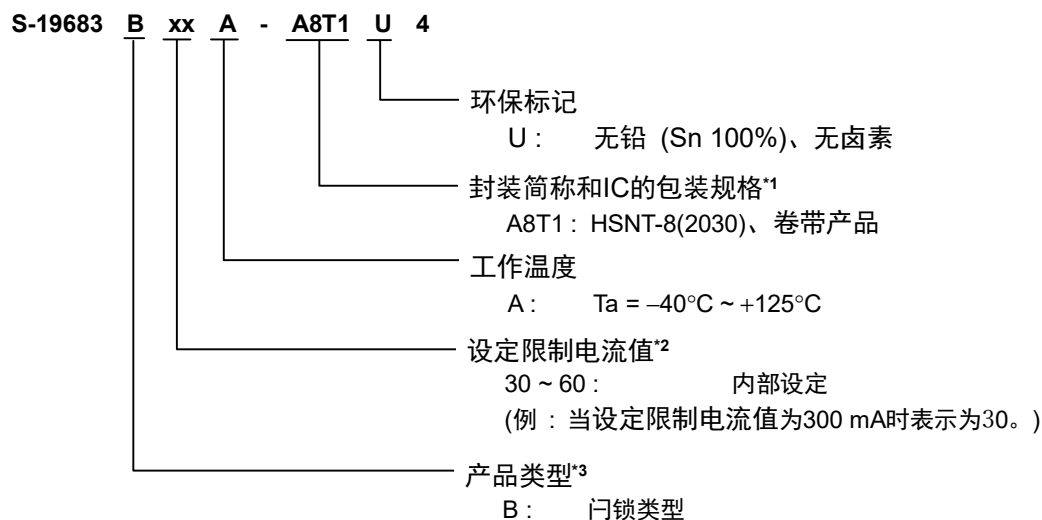 S-19683 B xx A - A8T1 U 4
环保标记
U : 无铅 (Sn 100%)、无卤素
封装简称和IC的包装规格*1
A8T1 : HSNT-8(2030)、卷带产品
工作温度
A : Ta = −40°C ~ +125°C
设定限制电流值*2
30 ~ 60 : 内部设定
(例 : 当设定限制电流值为300 mA时表示为30。)
产品类型*3
B : 闩锁类型